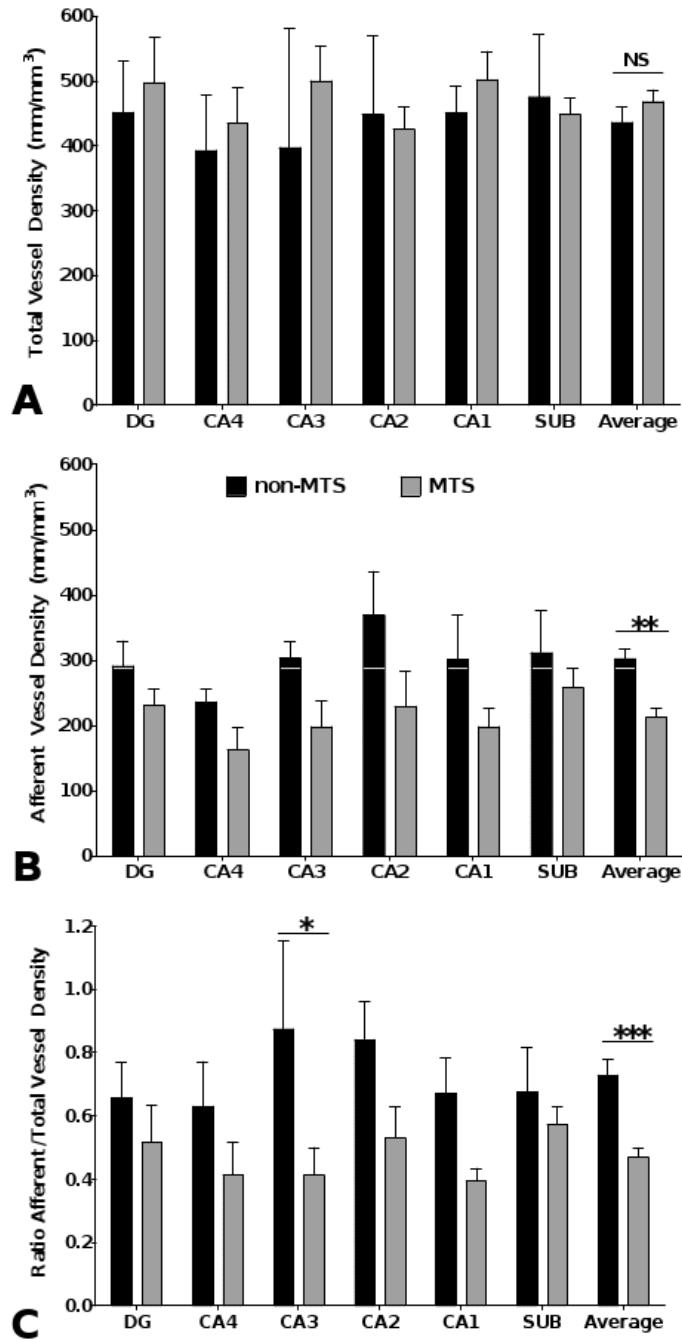 Total Vessel Density (mm/mm³)
600
500
400
300
200
100
0
NS
DG CA4 CA3 CA2 CA1 SUB Average
A
Afferent Vessel Density (mm/mm³)
600
500
400
300
200
100
0
non-MTS MTS
**
DG CA4 CA3 CA2 CA1 SUB Average
B
Ratio Afferent/Total Vessel Density
1.2
1.0
0.8
0.6
0.4
0.2
0.0
*
***
DG CA4 CA3 CA2 CA1 SUB Average
C